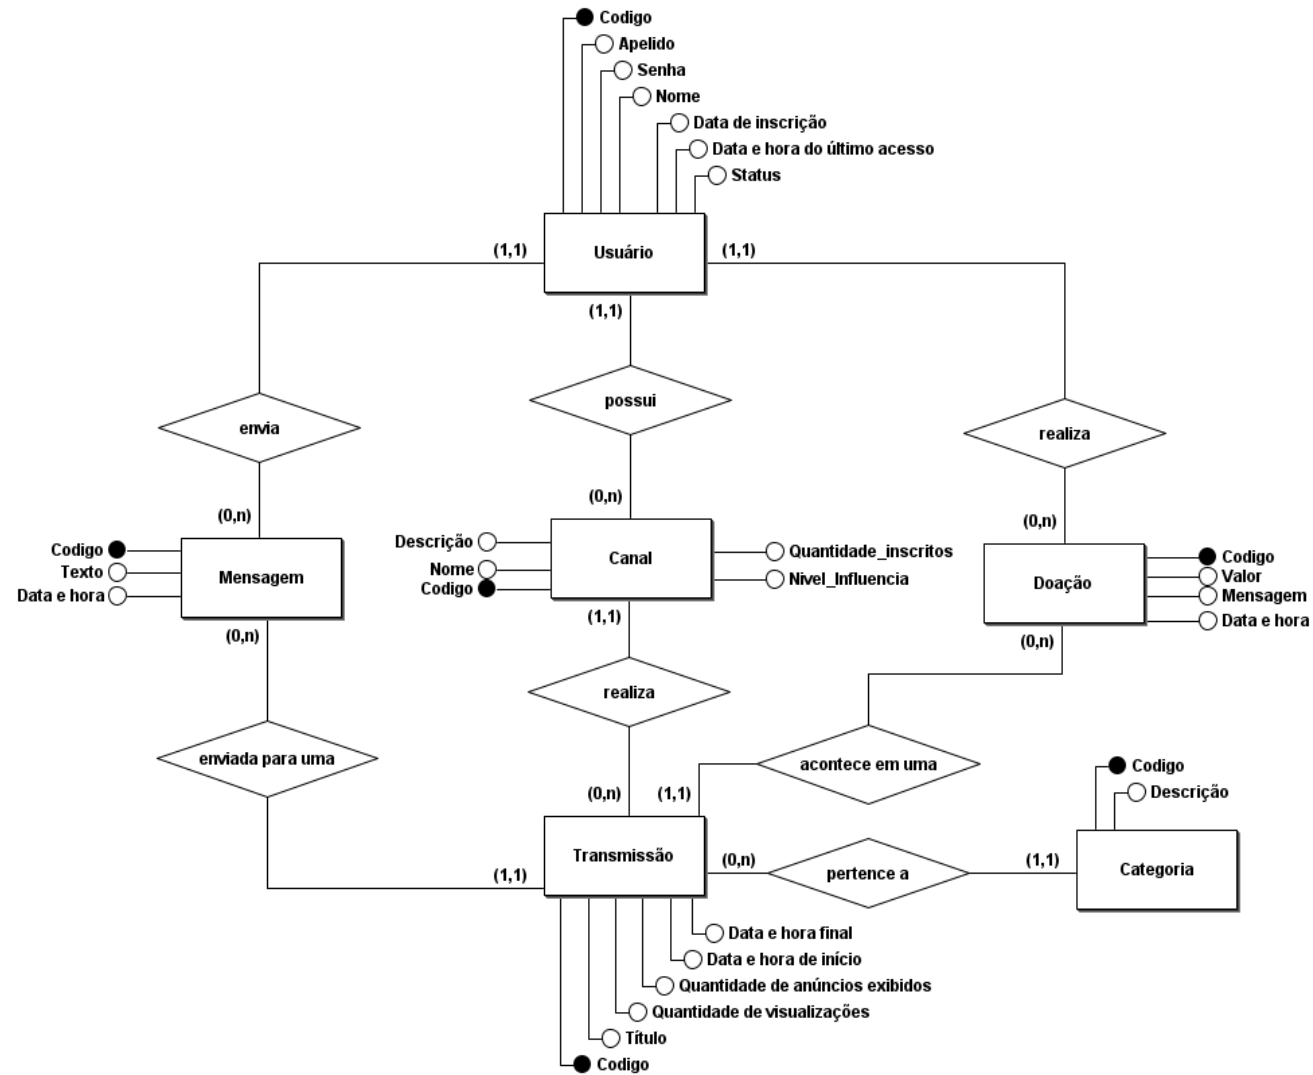 Codigo
Apelido
Senha
Nome
Data de inscrição
Data e hora do último acesso
Status
(1,1)
Usuário
(1,1)
(1,1)
envia
possui
realiza
(0,n)
(0,n)
(0,n)
Codigo
Texto
Data e hora
Mensagem
Descrição
Nome
Codigo
Canal
Quantidade_inscritos
Nivel_Influencia
Doação
Codigo
Valor
Mensagem
Data e hora
(0,n)
(1,1)
(0,n)
realiza
enviada para uma
acontece em uma
(0,n)
(1,1)
Codigo
Descrição
Transmissão
(1,1)
(0,n)
pertence a
(1,1)
Categoria
Data e hora final
Data e hora de início
Quantidade de anúncios exibidos
Quantidade de visualizações
Título
Codigo